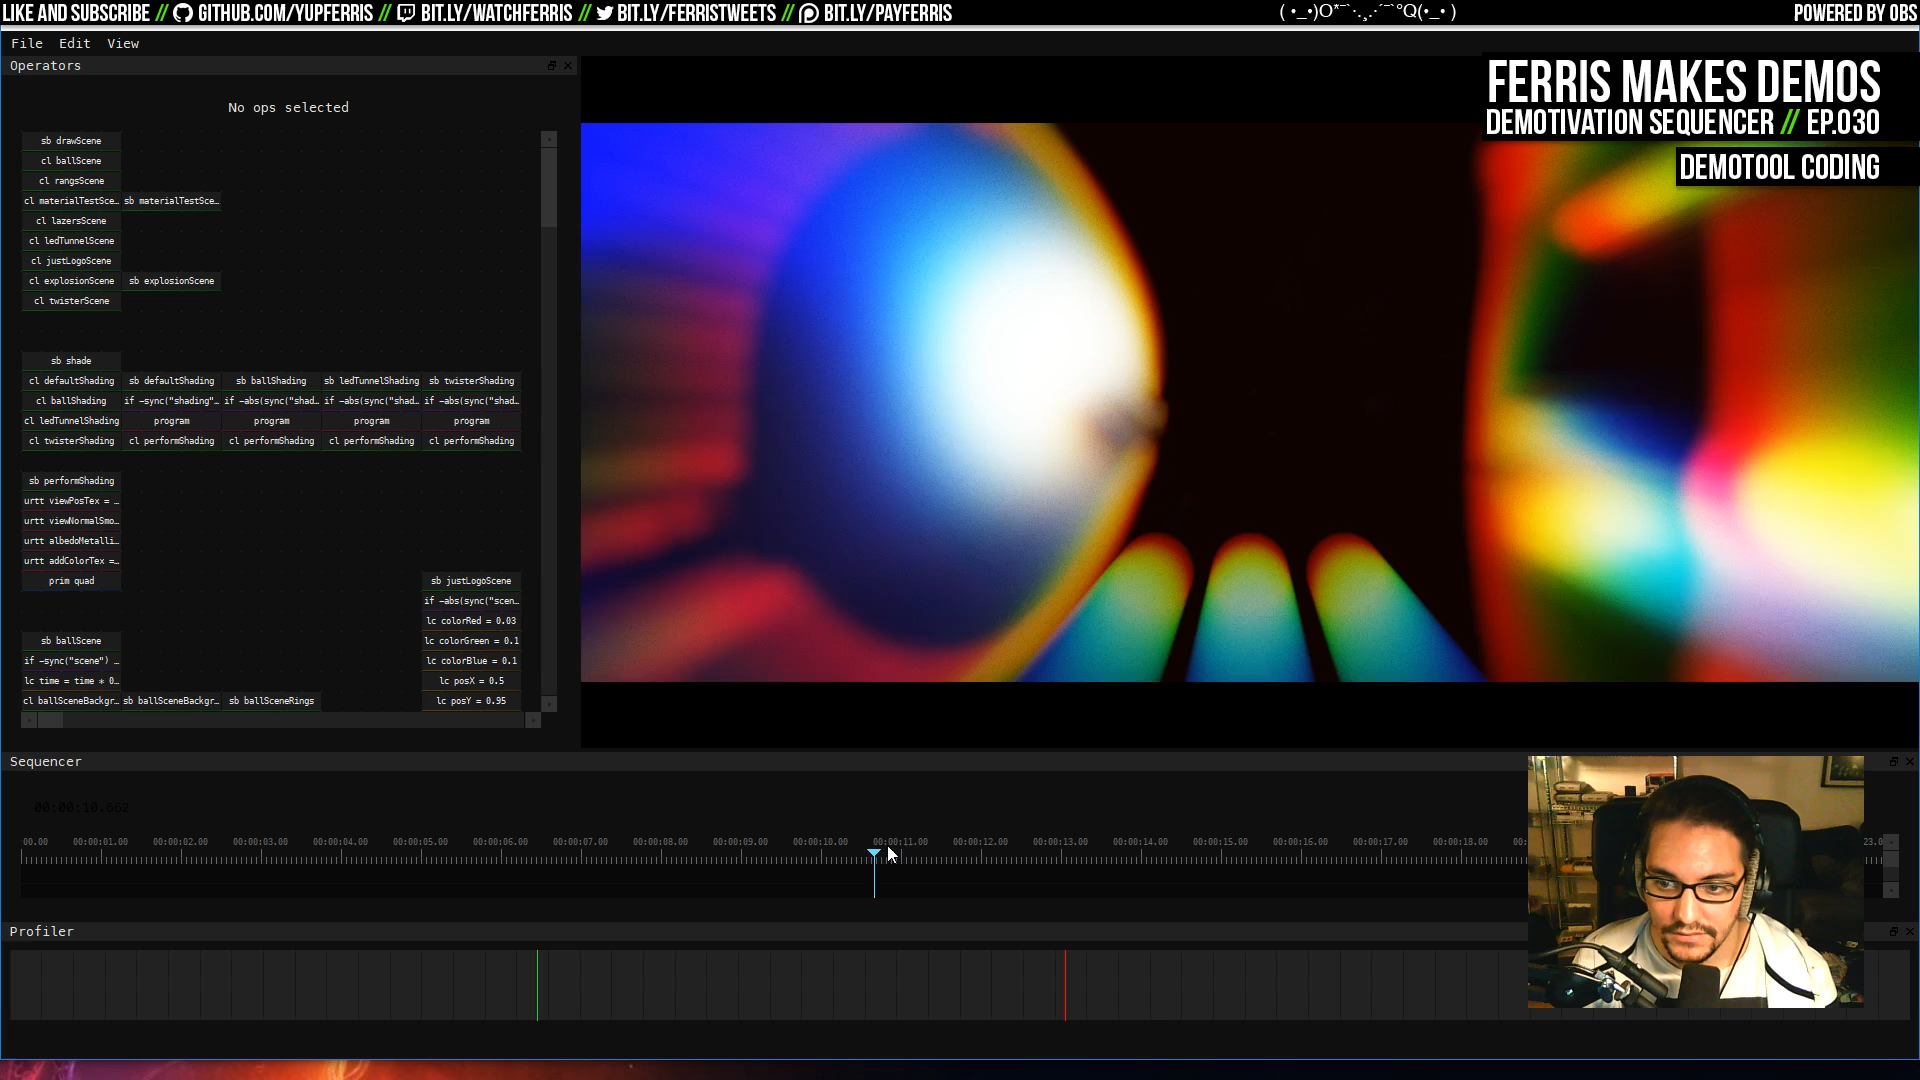 LIKE AND SUBSCRIBE // GITHUB.COM/YUPFERRIS // BIT.LY/WATCHFERRIS // BIT.LY/FERRISTWEETS // BIT.LY/PAYFERRIS
POWERED BY OBS
File Edit View
Operators
FERRIS MAKES DEMOS
DEMOTIVATION SEQUENCER // EP.030
DEMOTOOL CODING
No ops selected
sb drawScene
cl ballScene
cl rangsScene
cl materialTestSce… sb materialTestSce…
cl lazersScene
cl ledTunnelScene
cl justLogoScene
cl explosionScene sb explosionScene
cl twisterScene
sb shade
cl defaultShading sb defaultShading sb ballShading sb ledTunnelShading sb twisterShading
cl ballShading if −sync("shading"… if −abs(sync("shad… if −abs(sync("shad… if −abs(sync("shad…
cl ledTunnelShading program program program program
cl twisterShading cl performShading cl performShading cl performShading cl performShading
sb performShading
urtt viewPosTex = …
urtt viewNormalSmo…
urtt albedoMetalli…
urtt addColorTex =…
prim quad sb justLogoScene
if −abs(sync("scen…
lc colorRed = 0.03
sb ballScene lc colorGreen = 0.1
if −sync("scene") … lc colorBlue = 0.1
lc time = time * 0… lc posX = 0.5
cl ballSceneBackgr… sb ballSceneBackgr… sb ballSceneRings lc posY = 0.95
Sequencer
00:00:10.662
00.00 00:00:01.00 00:00:02.00 00:00:03.00 00:00:04.00 00:00:05.00 00:00:06.00 00:00:07.00 00:00:08.00 00:00:09.00 00:00:10.00 00:00:11.00 00:00:12.00 00:00:13.00 00:00:14.00 00:00:15.00 00:00:16.00 00:00:17.00 00:00:18.00 00: 23.0
Profiler